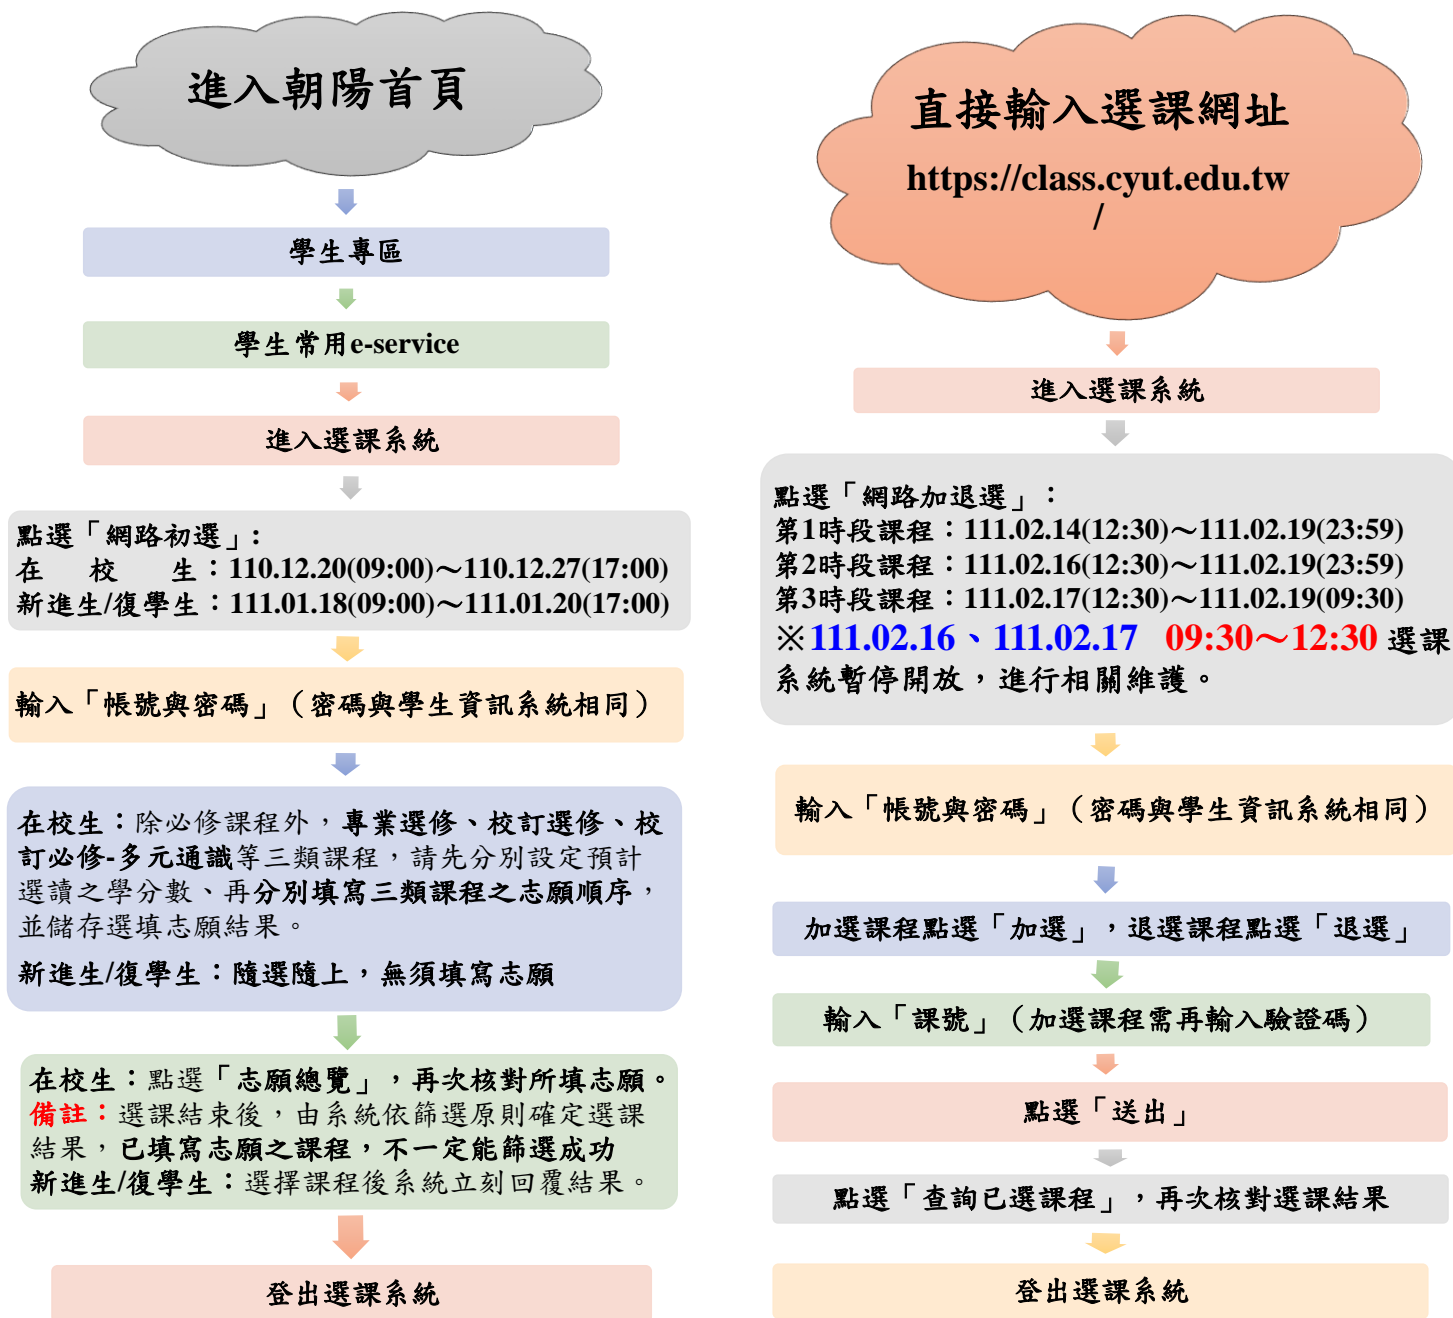 進入朝陽首頁
學生專區
學生常用e-service
進入選課系統
點選「網路初選」:
在 校 生：110.12.20(09:00)～110.12.27(17:00)
新進生/復學生：111.01.18(09:00)～111.01.20(17:00)
輸入「帳號與密碼」（密碼與學生資訊系統相同）
在校生：除必修課程外，專業選修、校訂選修、校
訂必修-多元通識等三類課程，請先分別設定預計
選讀之學分數、再分別填寫三類課程之志願順序，
並儲存選填志願結果。
新進生/復學生：隨選隨上，無須填寫志願
在校生：點選「志願總覽」，再次核對所填志願。
備註：選課結束後，由系統依篩選原則確定選課
結果，已填寫志願之課程，不一定能篩選成功
新進生/復學生：選擇課程後系統立刻回覆結果。
登出選課系統
直接輸入選課網址
https://class.cyut.edu.tw
/
進入選課系統
點選「網路加退選」：
第1時段課程：111.02.14(12:30)～111.02.19(23:59)
第2時段課程：111.02.16(12:30)～111.02.19(23:59)
第3時段課程：111.02.17(12:30)～111.02.19(09:30)
※111.02.16、111.02.17 09:30～12:30 選課
系統暫停開放，進行相關維護。
輸入「帳號與密碼」（密碼與學生資訊系統相同）
加選課程點選「加選」，退選課程點選「退選」
輸入「課號」（加選課程需再輸入驗證碼）
點選「送出」
點選「查詢已選課程」，再次核對選課結果
登出選課系統